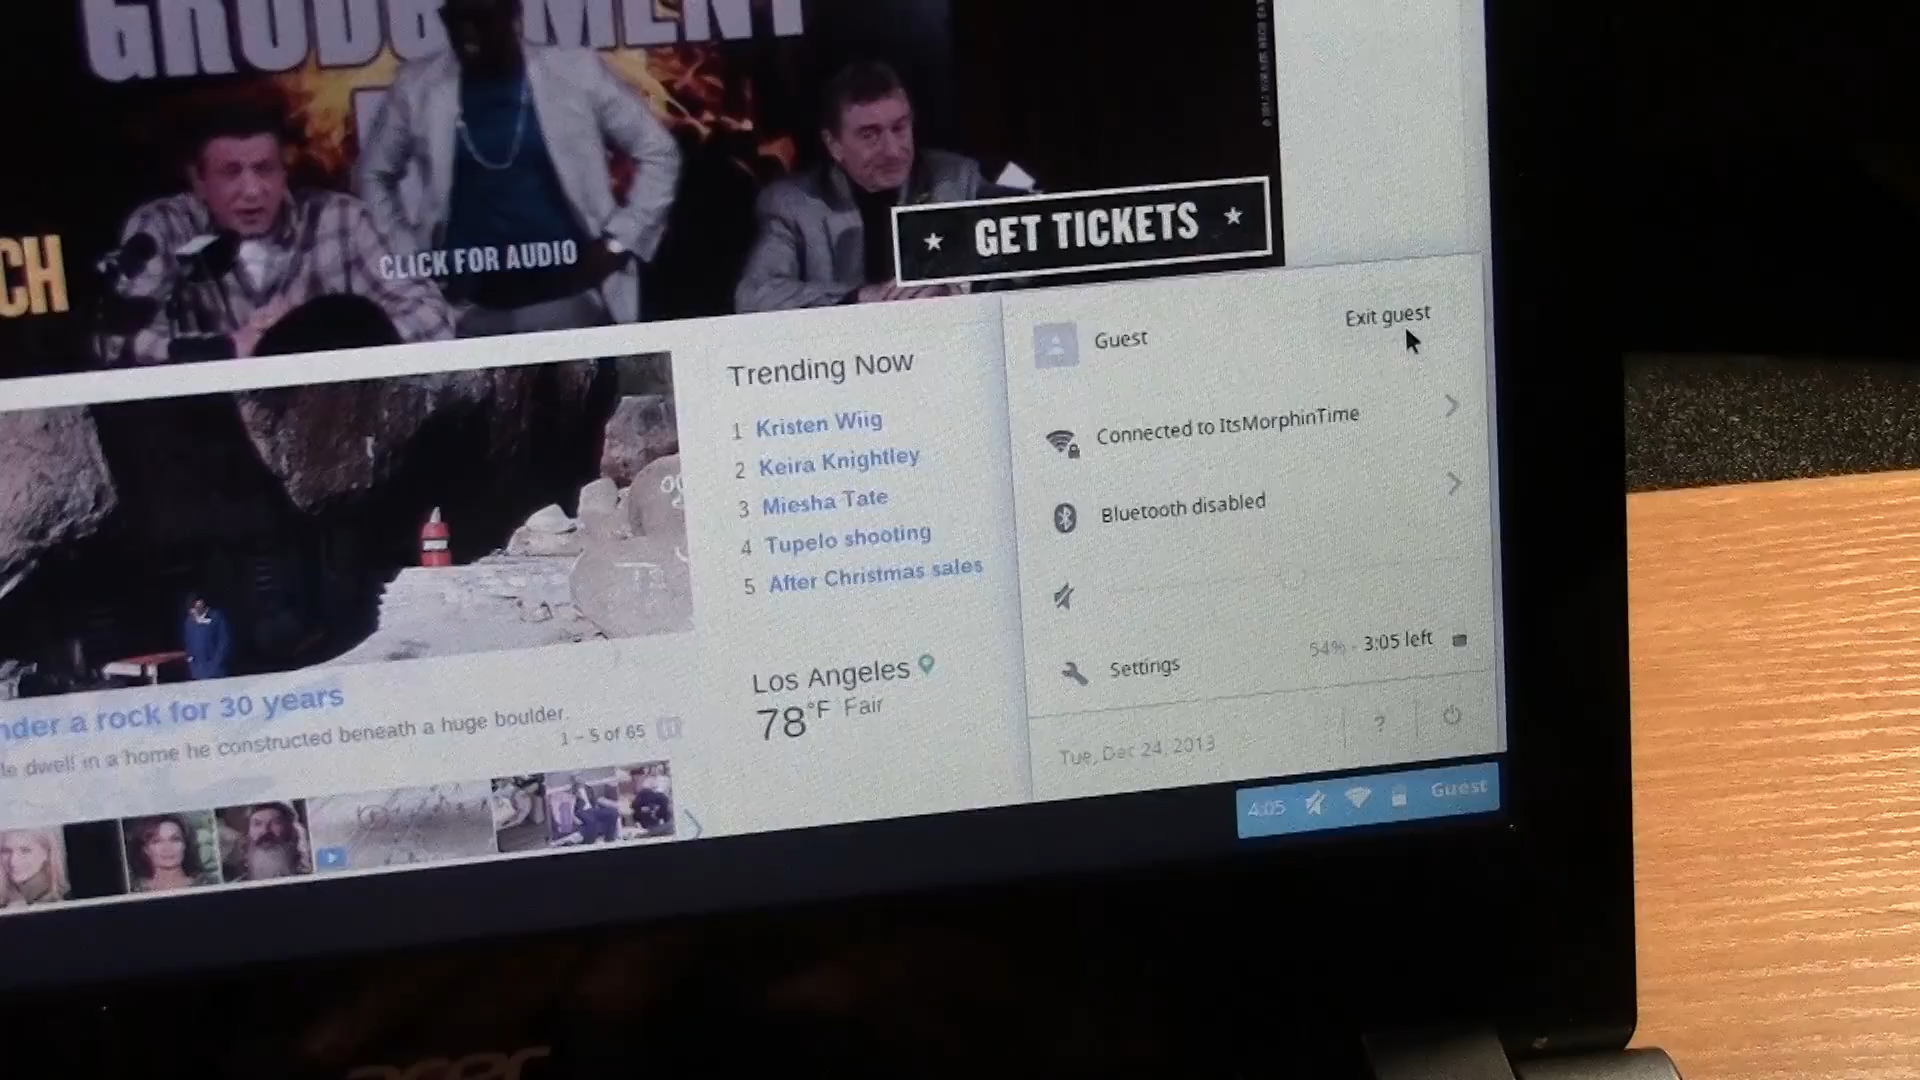 MENT
CH
CLICK FOR AUDIO
GET TICKETS
Trending Now
1 Kristen Wiig
2 Keira Knightley
3 Miesha Tate
4 Tupelo shooting
5 After Christmas sales
Los Angeles
78°F Fair
nder a rock for 30 years
le dwell in a home he constructed beneath a huge boulder.
1 - 5 of 65
Guest
Exit guest
Connected to ItsMorphinTime
Bluetooth disabled
Settings
54% - 3:05 left
Tue, Dec 24, 2013
?
4:05
Guest
acer